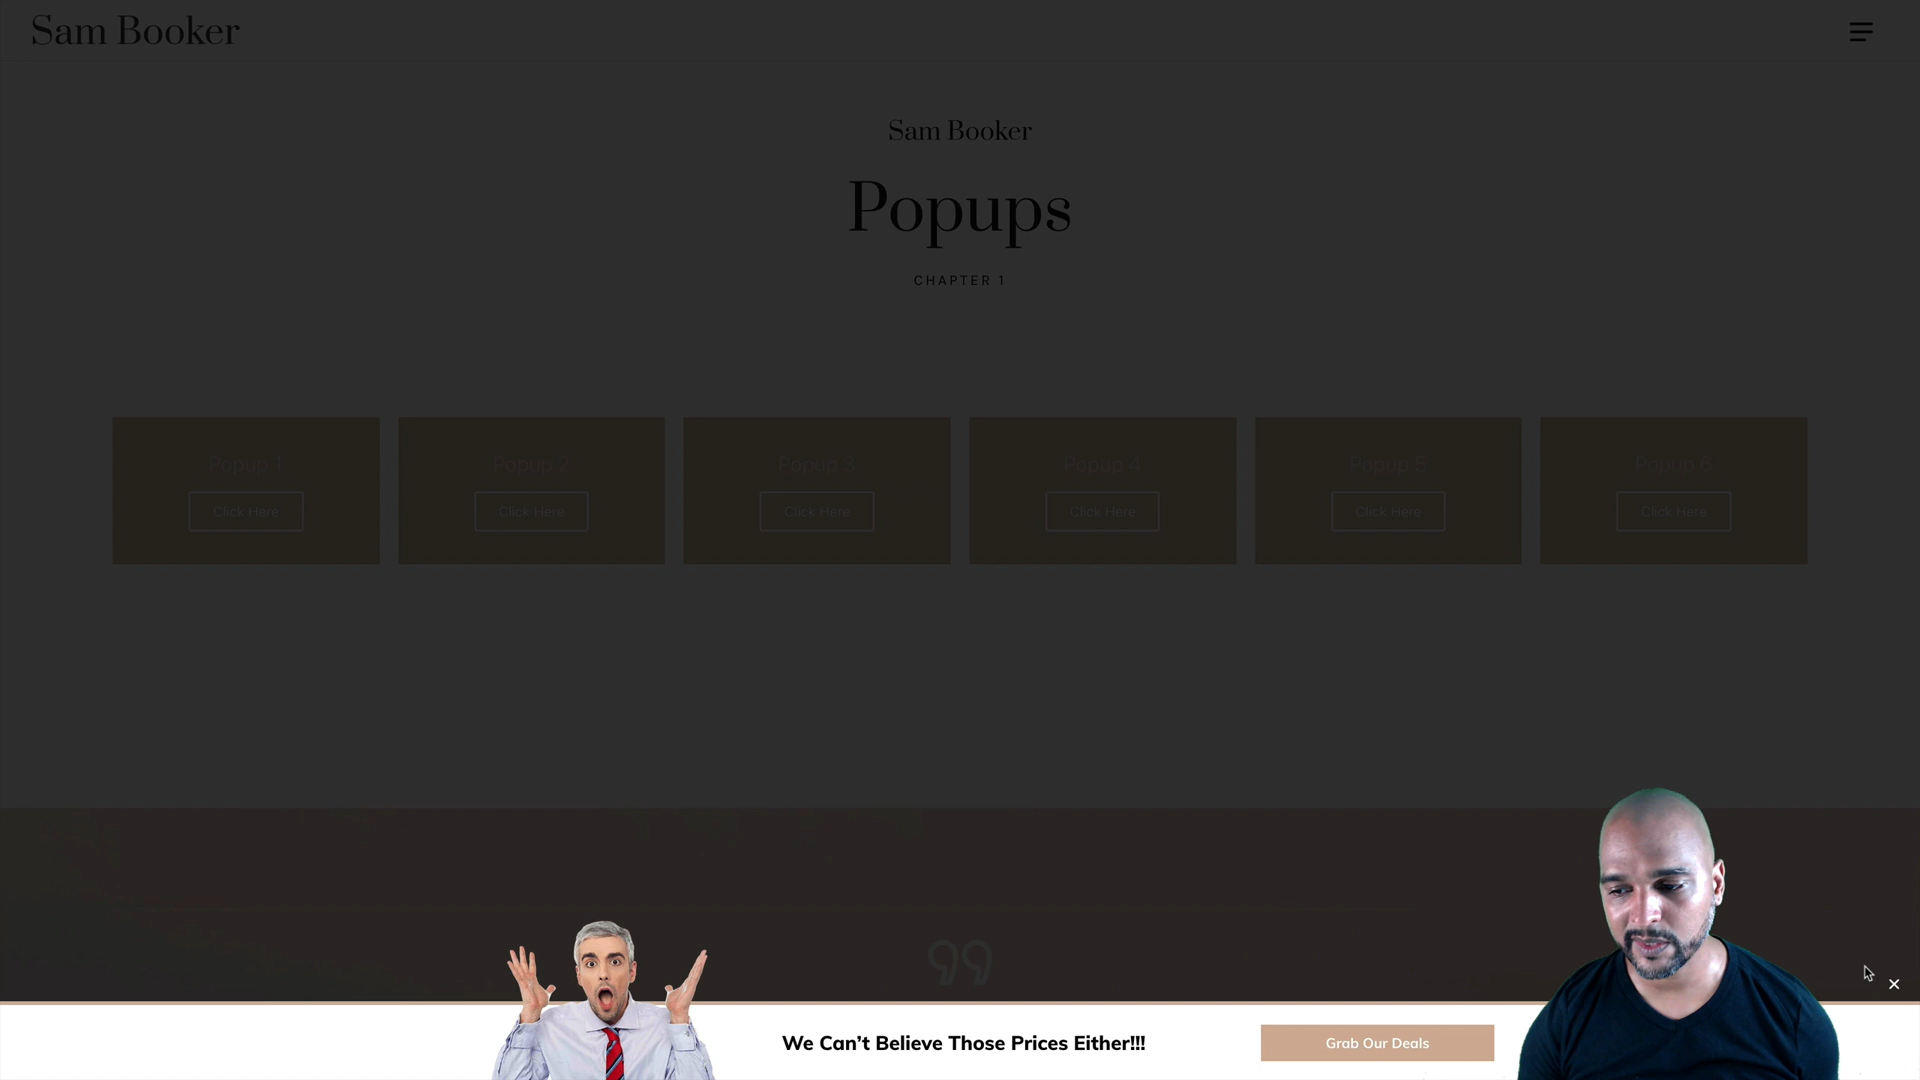 Sam Booker
Sam Booker
Popups
CHAPTER 1
Popup 1
Popup 2
Popup 3
Popup 4
Popup 5
Popup 6
Click Here
Click Here
Click Here
Click Here
Click Here
Click Here
We Can’t Believe Those Prices Either!!!
Grab Our Deals